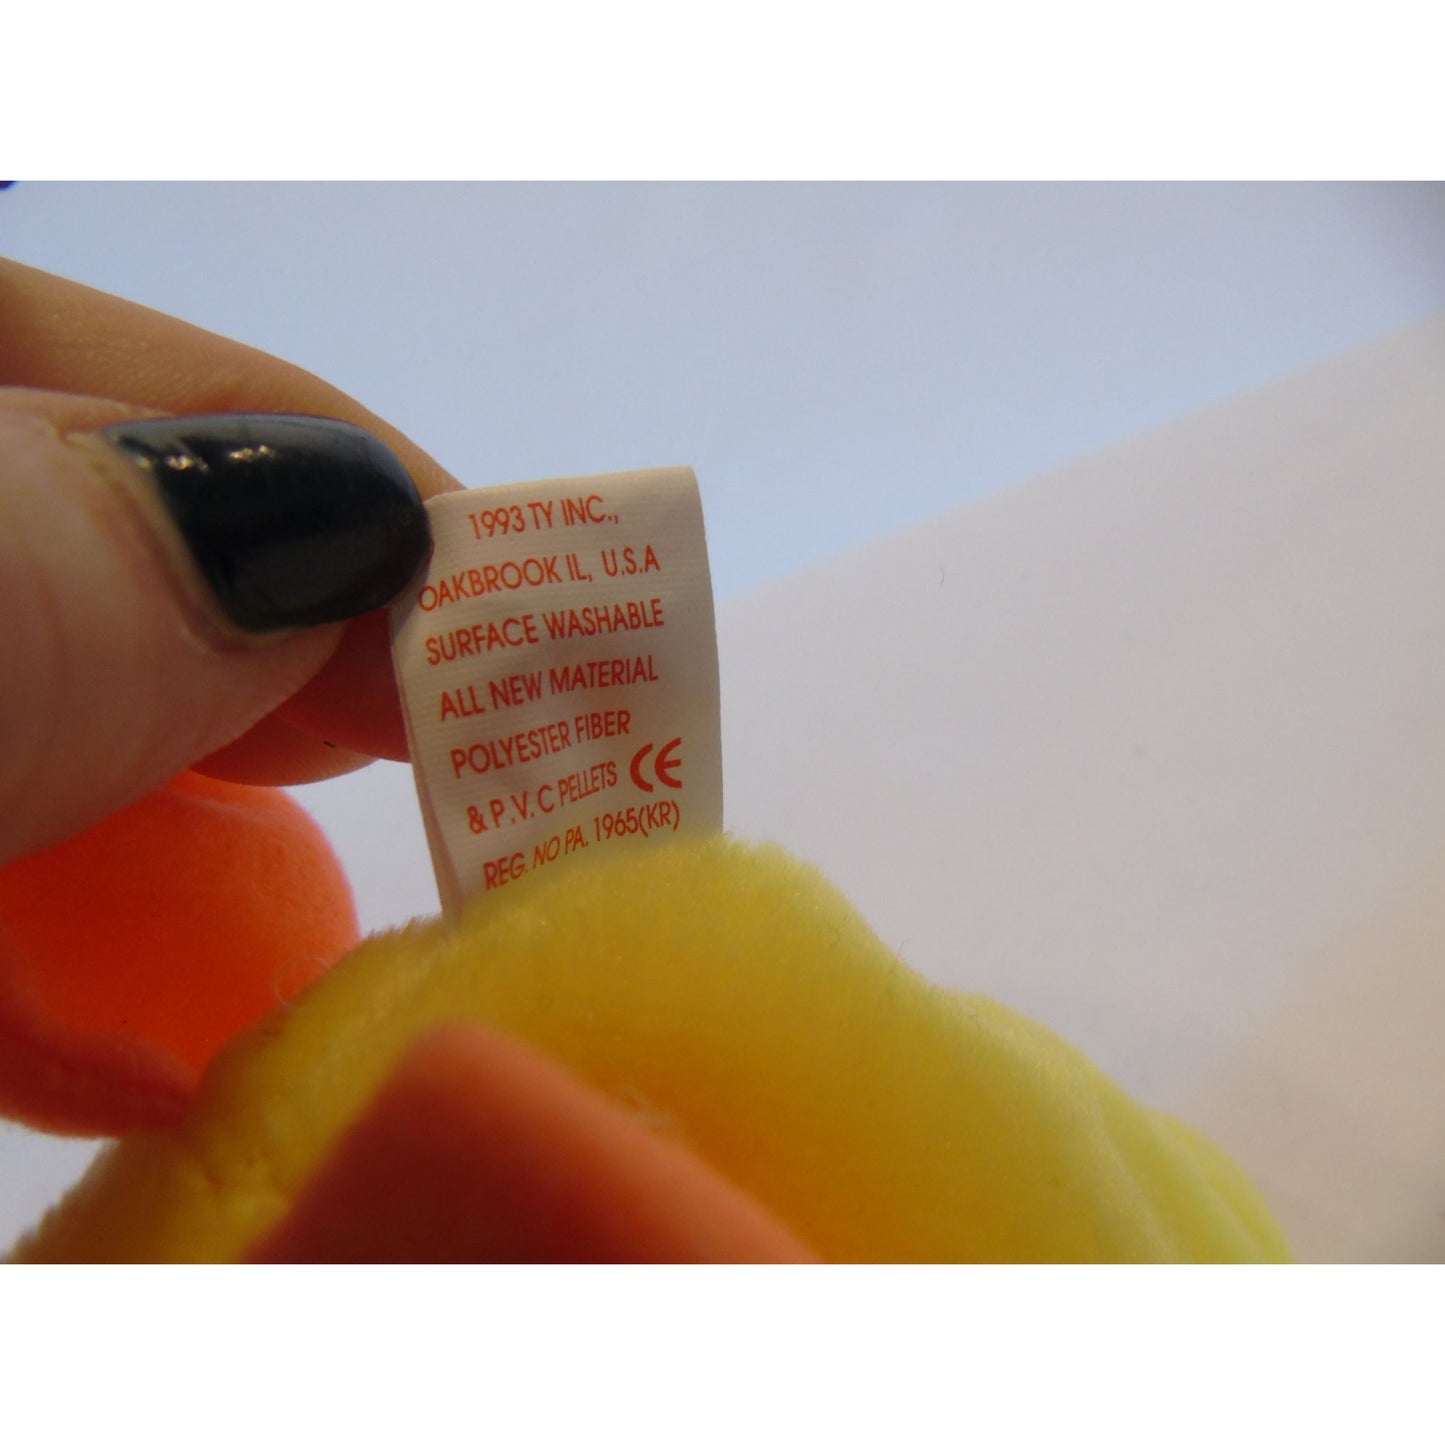 1993 TY INC.,
OAKBROOK IL, U.S.A
SURFACE WASHABLE
ALL NEW MATERIAL
POLYESTER FIBER
& P.V.C PELLETS CE
REG. NO PA. 1965(KR)